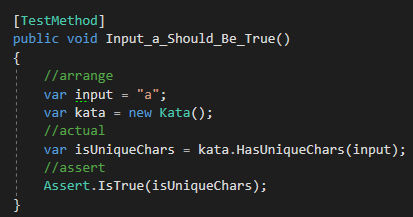 [TestMethod]
public void Input_a_Should_Be_True()
{
//arrange
var input = "a";
var kata = new Kata();
//actual
var isUniqueChars = kata.HasUniqueChars(input);
//assert
Assert.IsTrue(isUniqueChars);
}